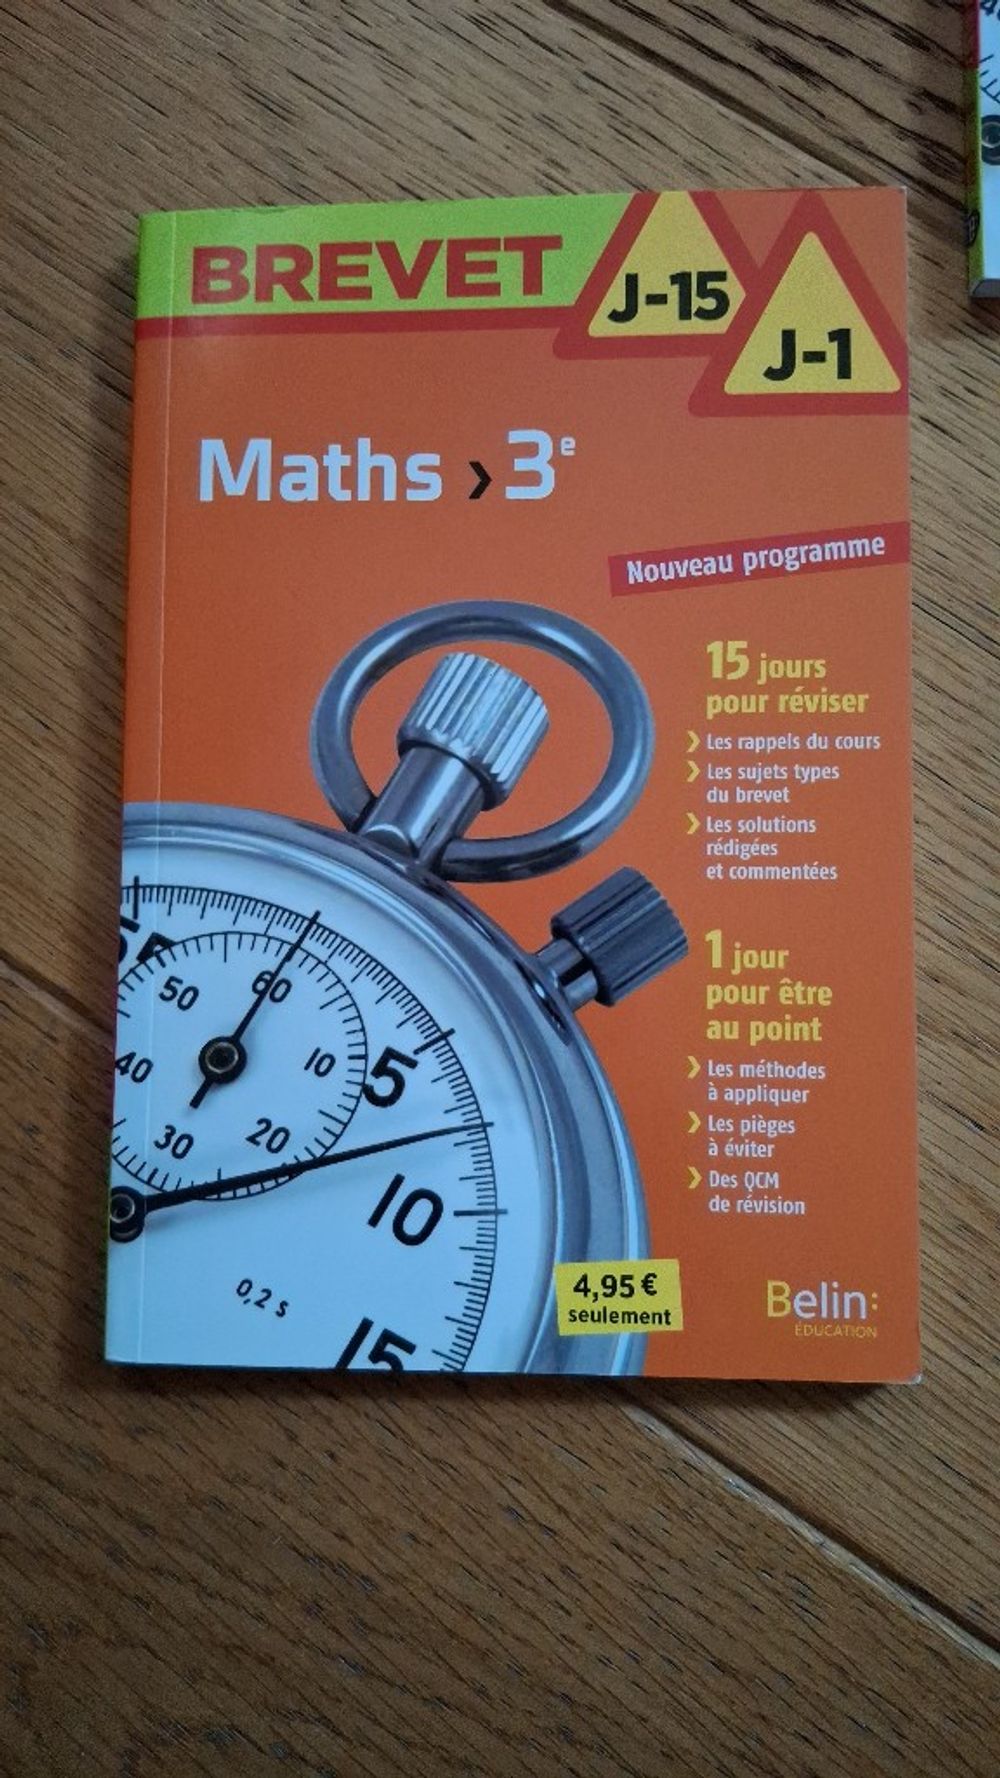 BREVET
J-15
J-1
Maths › 3e
Nouveau programme
15 jours
pour réviser
› Les rappels du cours
› Les sujets types
du brevet
› Les solutions
rédigées
et commentées
1 jour
pour être
au point
› Les méthodes
à appliquer
› Les pièges
à éviter
› Des QCM
de révision
60
50
10
40
20
30
5
10
15
0,2 s
4,95 €
seulement
Belin:
ÉDUCATION